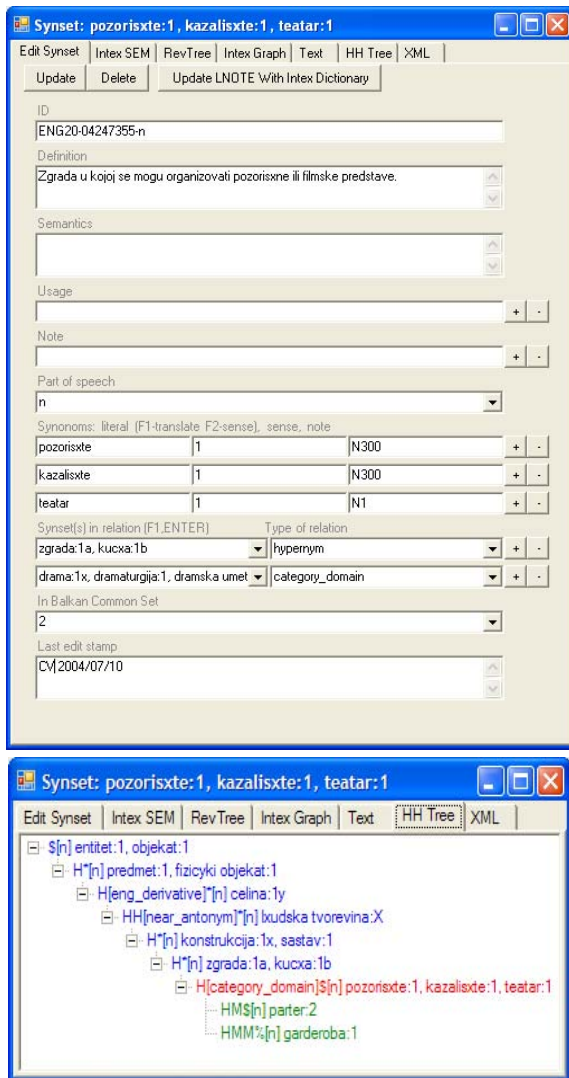 Synset: pozorisxte:1, kazalisxte:1, teatar:1
Edit Synset Intex SEM RevTree Intex Graph Text HH Tree XML
Update Delete Update LNOTE With Intex Dictionary
ID
ENG20-04247355-n
Definition
Zgrada u kojoj se mogu organizovati pozorisxne ili filmske predstave.
Semantics
Usage
+ -
Note
+ -
Part of speech
n
Synonoms: literal (F1-translate F2-sense), sense, note
pozorisxte 1 N300 + -
kazalisxte 1 N300 + -
teatar 1 N1 + -
Synset(s) in relation (F1,ENTER) Type of relation
zgrada:1a, kucxa:1b hypernym + -
drama:1x, dramaturgija:1, dramska umet category_domain + -
In Balkan Common Set
2
Last edit stamp
CV 2004/07/10
Synset: pozorisxte:1, kazalisxte:1, teatar:1
Edit Synset Intex SEM RevTree Intex Graph Text HH Tree XML
$[n] entitet:1, objekat:1
H*[n] predmet:1, fizicyki objekat:1
H[eng_derivative]*[n] celina:1y
HH[near_antonym]*[n] lxudska tvorevina:X
H*[n] konstrukcija:1x, sastav:1
H*[n] zgrada:1a, kucxa:1b
H[category_domain]$[n] pozorisxte:1, kazalisxte:1, teatar:1
HM$[n] parter:2
HMM%[n] garderoba:1